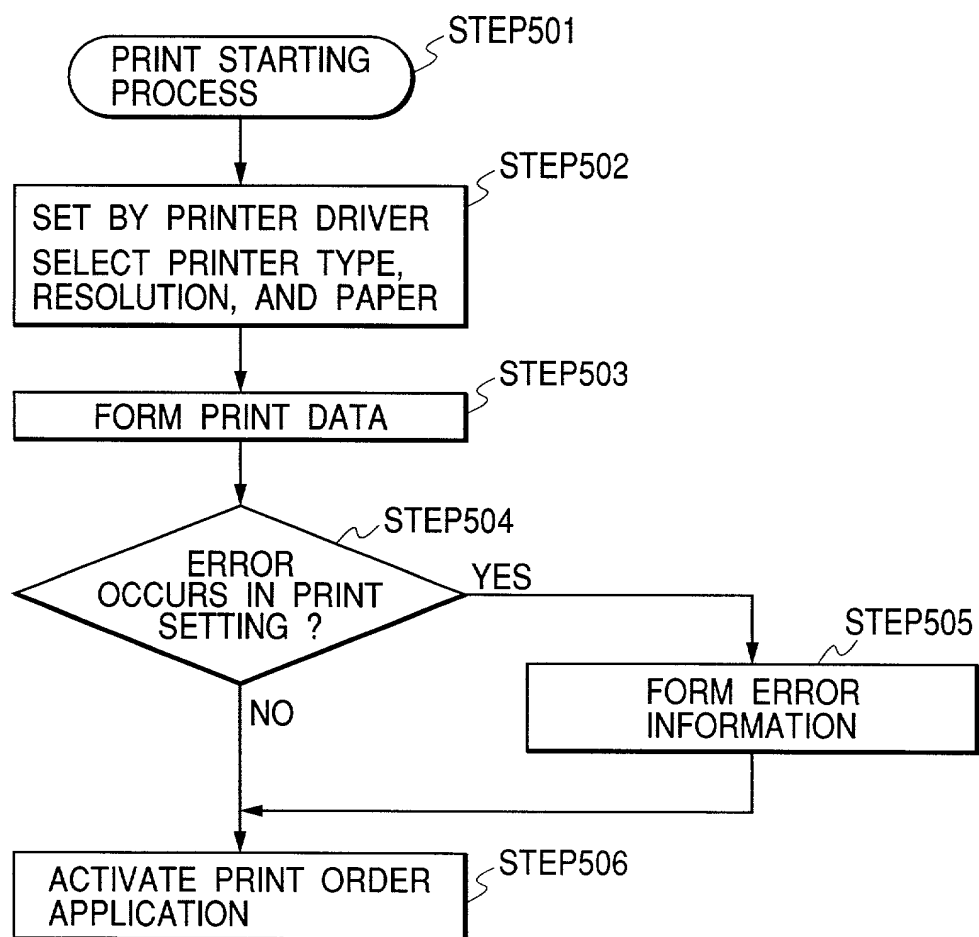 STEP501
PRINT STARTING
PROCESS
STEP502
SET BY PRINTER DRIVER
SELECT PRINTER TYPE,
RESOLUTION, AND PAPER
STEP503
FORM PRINT DATA
STEP504
ERROR
OCCURS IN PRINT
SETTING ?
YES
NO
STEP505
FORM ERROR
INFORMATION
STEP506
ACTIVATE PRINT ORDER
APPLICATION